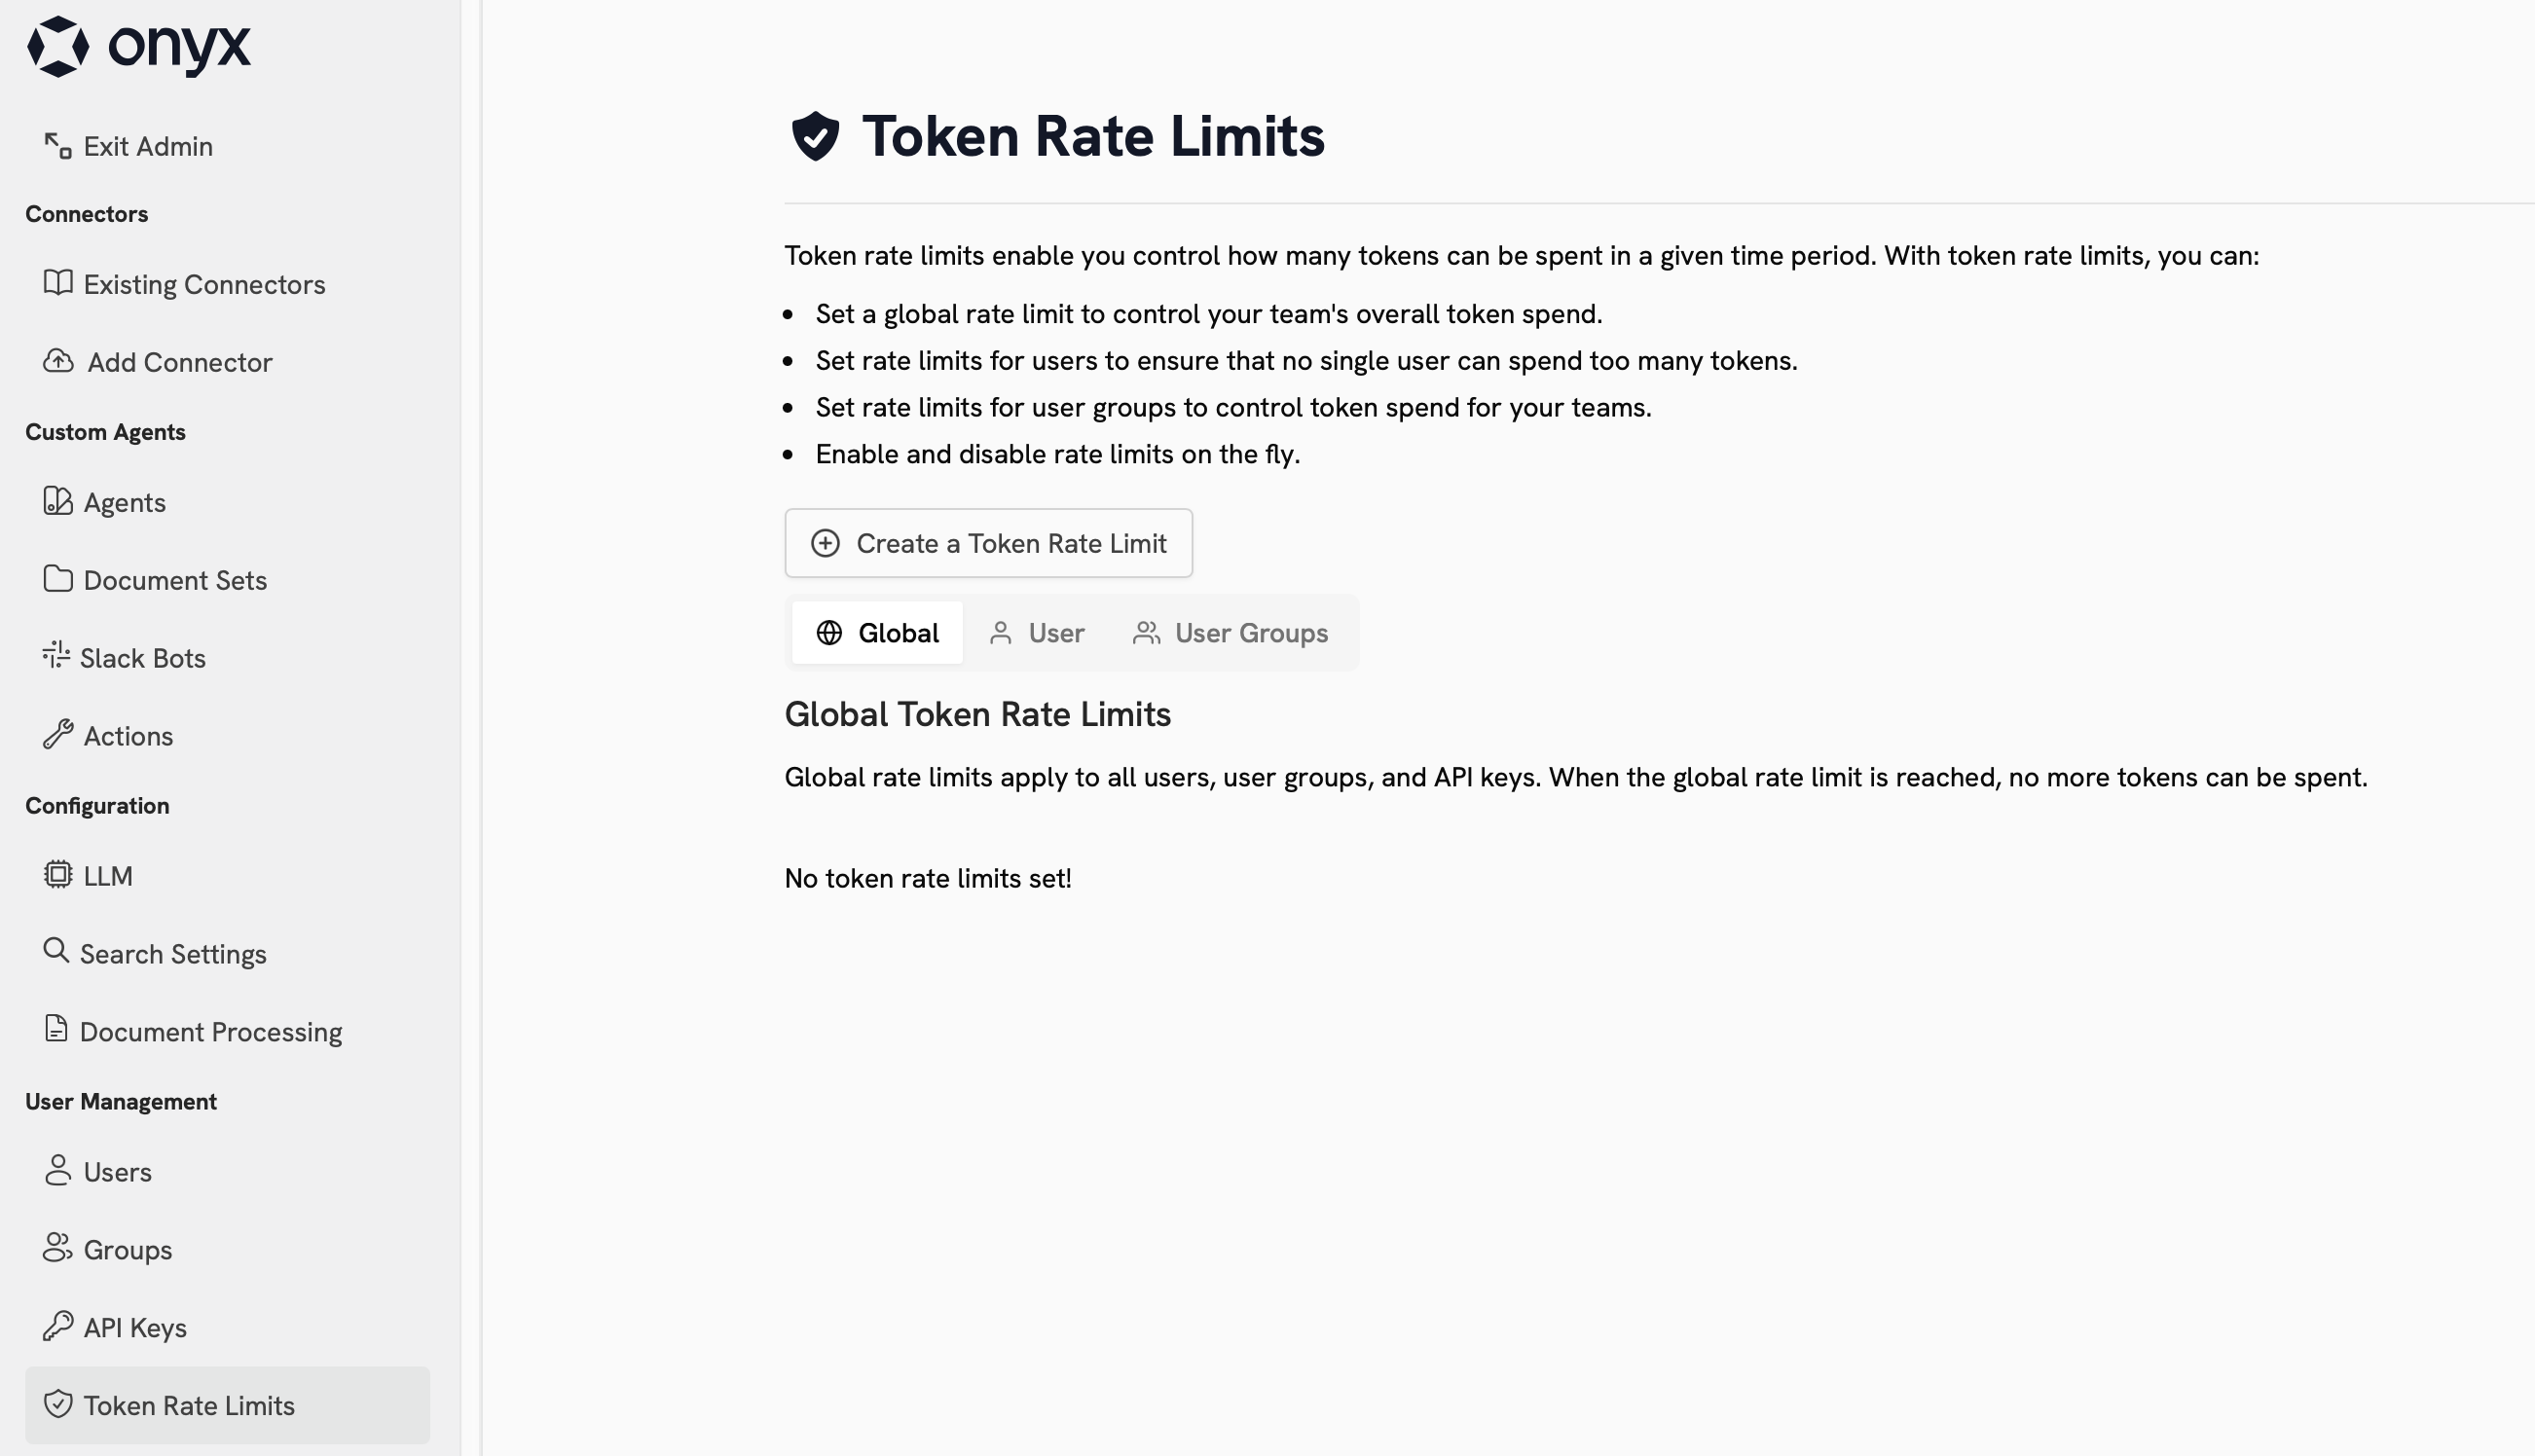 onyx
Exit Admin
Connectors
Existing Connectors
Add Connector
Custom Agents
Agents
Document Sets
Slack Bots
Actions
Configuration
LLM
Search Settings
Document Processing
User Management
Users
Groups
API Keys
Token Rate Limits
Token Rate Limits
Token rate limits enable you control how many tokens can be spent in a given time period. With token rate limits, you can:
Set a global rate limit to control your team's overall token spend.
Set rate limits for users to ensure that no single user can spend too many tokens.
Set rate limits for user groups to control token spend for your teams.
Enable and disable rate limits on the fly.
Create a Token Rate Limit
Global User User Groups
Global Token Rate Limits
Global rate limits apply to all users, user groups, and API keys. When the global rate limit is reached, no more tokens can be spent.
No token rate limits set!